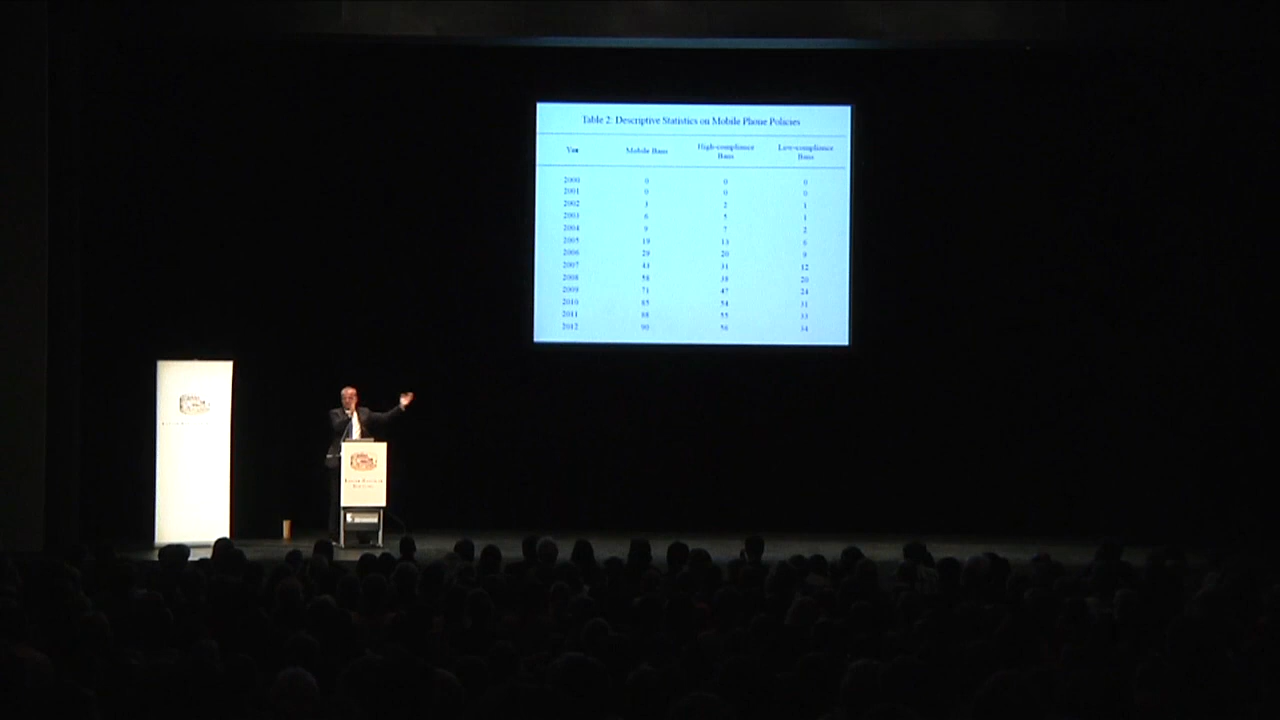 Table 2: Descriptive Statistics on Mobile Phone Policies
Year Mobile Bans High-compliance Bans Low-compliance Bans
2000 0 0 0
2001 0 0 0
2002 3 2 1
2003 6 5 1
2004 9 7 2
2005 19 13 6
2006 29 20 9
2007 43 31 12
2008 58 38 20
2009 71 47 24
2010 85 54 31
2011 88 55 33
2012 90 56 34